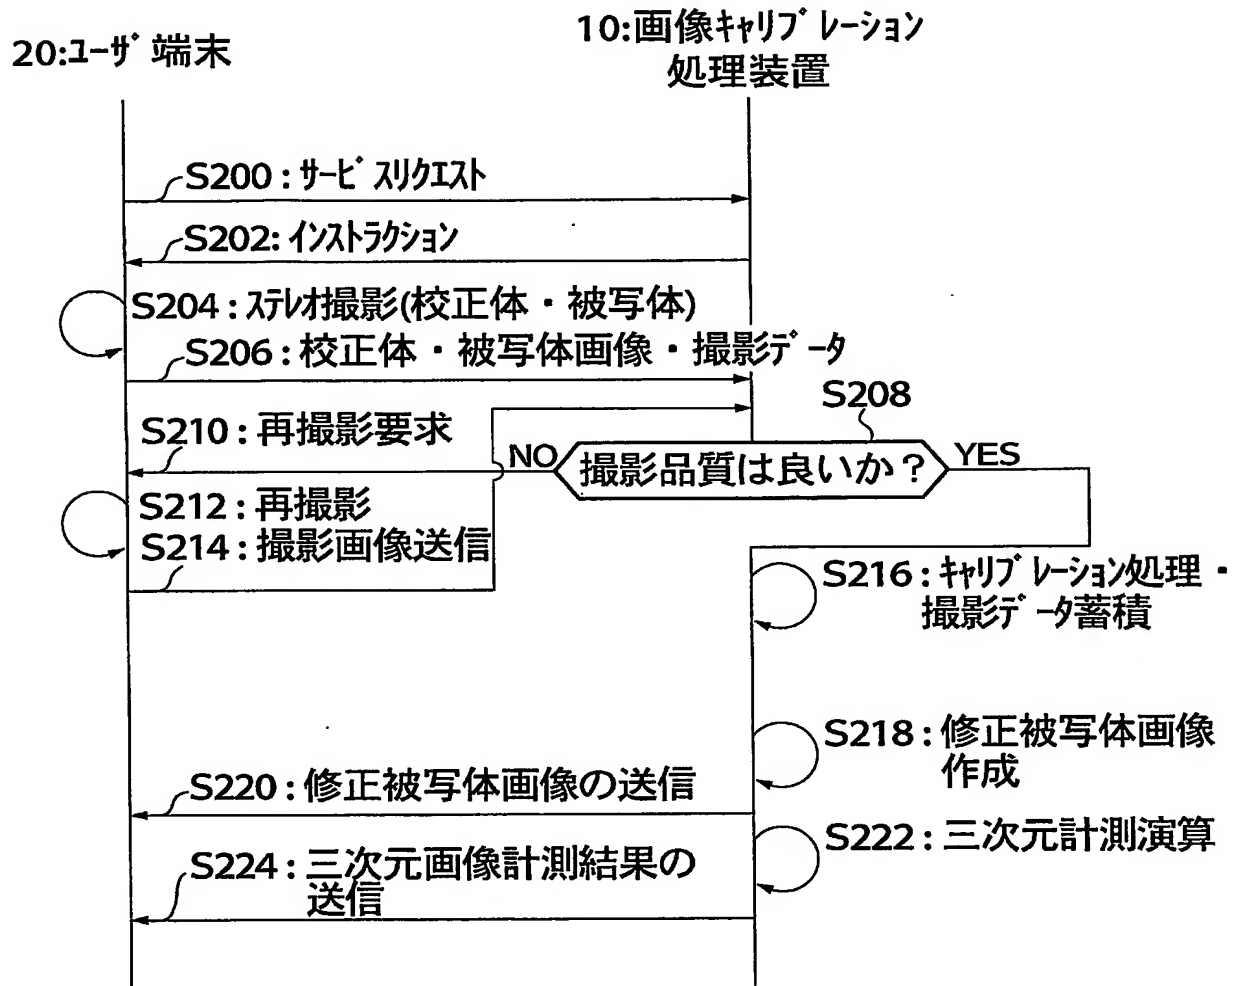 20:ユーザ端末
10:画像キャリブレーション
処理装置
S200:サービスリクエスト
S202:インストラクション
S204:ステレオ撮影(校正体・被写体)
S206:校正体・被写体画像・撮影データ
S208
S210:再撮影要求
NO
撮影品質は良いか?
YES
S212:再撮影
S214:撮影画像送信
S216:キャリブレーション処理・
撮影データ蓄積
S218:修正被写体画像
作成
S220:修正被写体画像の送信
S222:三次元計測演算
S224:三次元画像計測結果の
送信